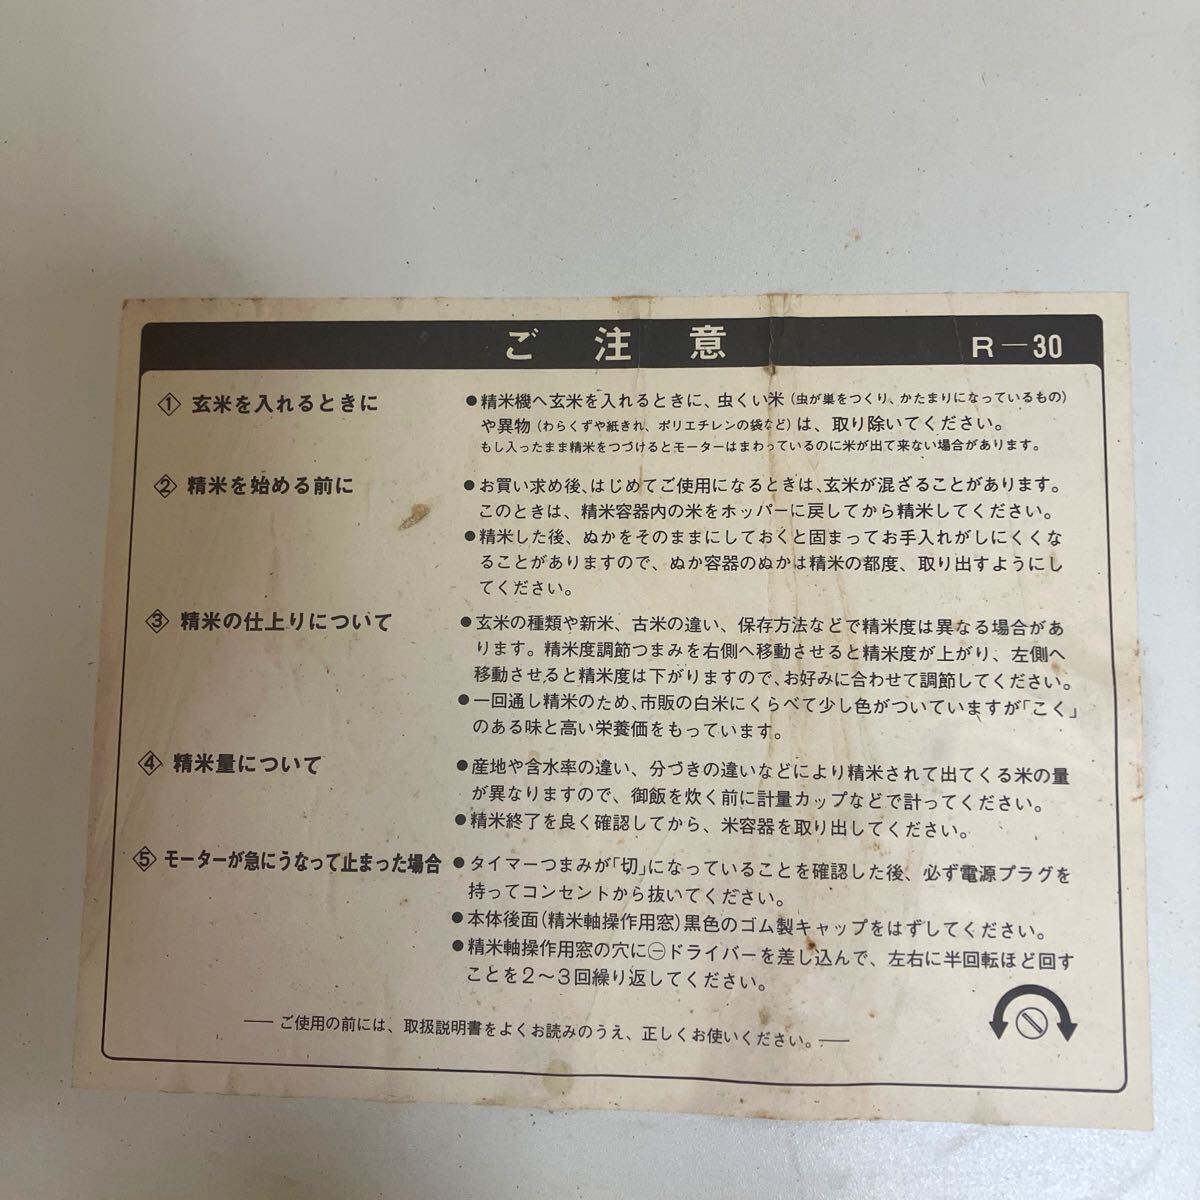 ご注意 R－30
① 玄米を入れるときに
●精米機へ玄米を入れるときに、虫くい米（虫が巣をつくり、かたまりになっているもの）
や異物（わらくずや紙きれ、ポリエチレンの袋など）は、取り除いてください。
もし入ったまま精米をつづけるとモーターはまわっているのに米が出て来ない場合があります。
② 精米を始める前に
●お買い求め後、はじめてご使用になるときは、玄米が混ざることがあります。
このときは、精米容器内の米をホッパーに戻してから精米してください。
●精米した後、ぬかをそのままにしておくと固まってお手入れがしにくくな
ることがありますので、ぬか容器のぬかは精米の都度、取り出すようにし
てください。
③ 精米の仕上りについて
●玄米の種類や新米、古米の違い、保存方法などで精米度は異なる場合があ
ります。精米度調節つまみを右側へ移動させると精米度が上がり、左側へ
移動させると精米度は下がりますので、お好みに合わせて調節してください。
●一回通し精米のため、市販の白米にくらべて少し色がついていますが「こく」
のある味と高い栄養価をもっています。
④ 精米量について
●産地や含水率の違い、分づきの違いなどにより精米されて出てくる米の量
が異なりますので、御飯を炊く前に計量カップなどで計ってください。
●精米終了を良く確認してから、米容器を取り出してください。
⑤ モーターが急にうなって止まった場合
●タイマーつまみが「切」になっていることを確認した後、必ず電源プラグを
持ってコンセントから抜いてください。
●本体後面（精米軸操作用窓）黒色のゴム製キャップをはずしてください。
●精米軸操作用窓の穴に⊖ドライバーを差し込んで、左右に半回転ほど回す
ことを2～3回繰り返してください。
── ご使用の前には、取扱説明書をよくお読みのうえ、正しくお使いください。──